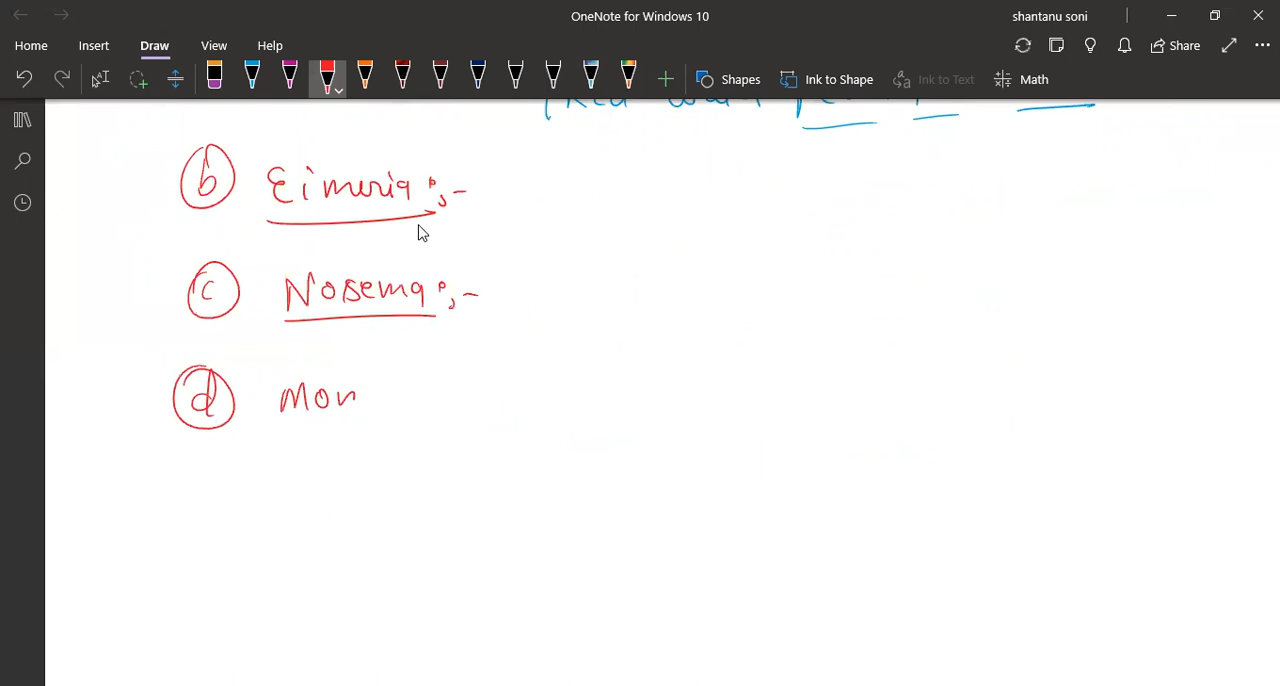 OneNote for Windows 10
shantanu soni
Home Insert Draw View Help
Share
Shapes Ink to Shape Ink to Text Math
b Eimeria :-
c Nosema :-
d Mon